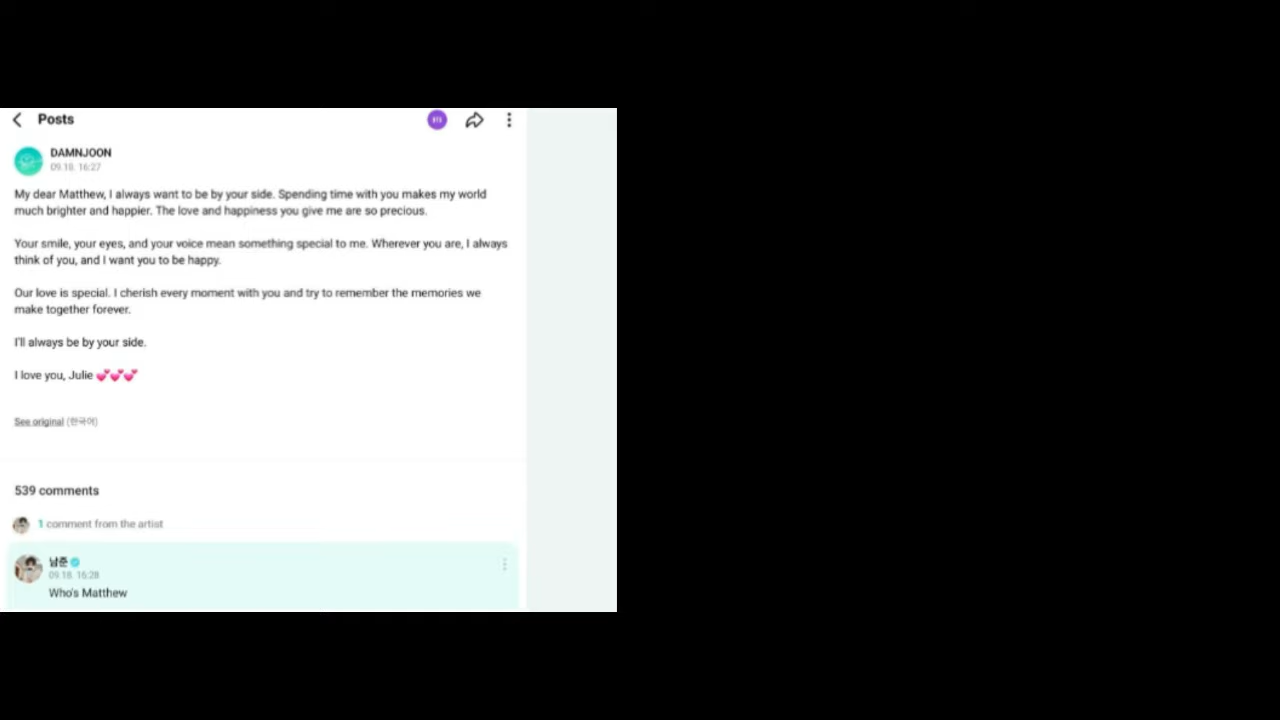 Posts
DAMNJOON
09.18. 16:27
My dear Matthew, I always want to be by your side. Spending time with you makes my world
much brighter and happier. The love and happiness you give me are so precious.
Your smile, your eyes, and your voice mean something special to me. Wherever you are, I always
think of you, and I want you to be happy.
Our love is special. I cherish every moment with you and try to remember the memories we
make together forever.
I'll always be by your side.
I love you, Julie 💕💕💕
See original (한국어)
539 comments
1 comment from the artist
남준
09.18. 16:28
Who's Matthew